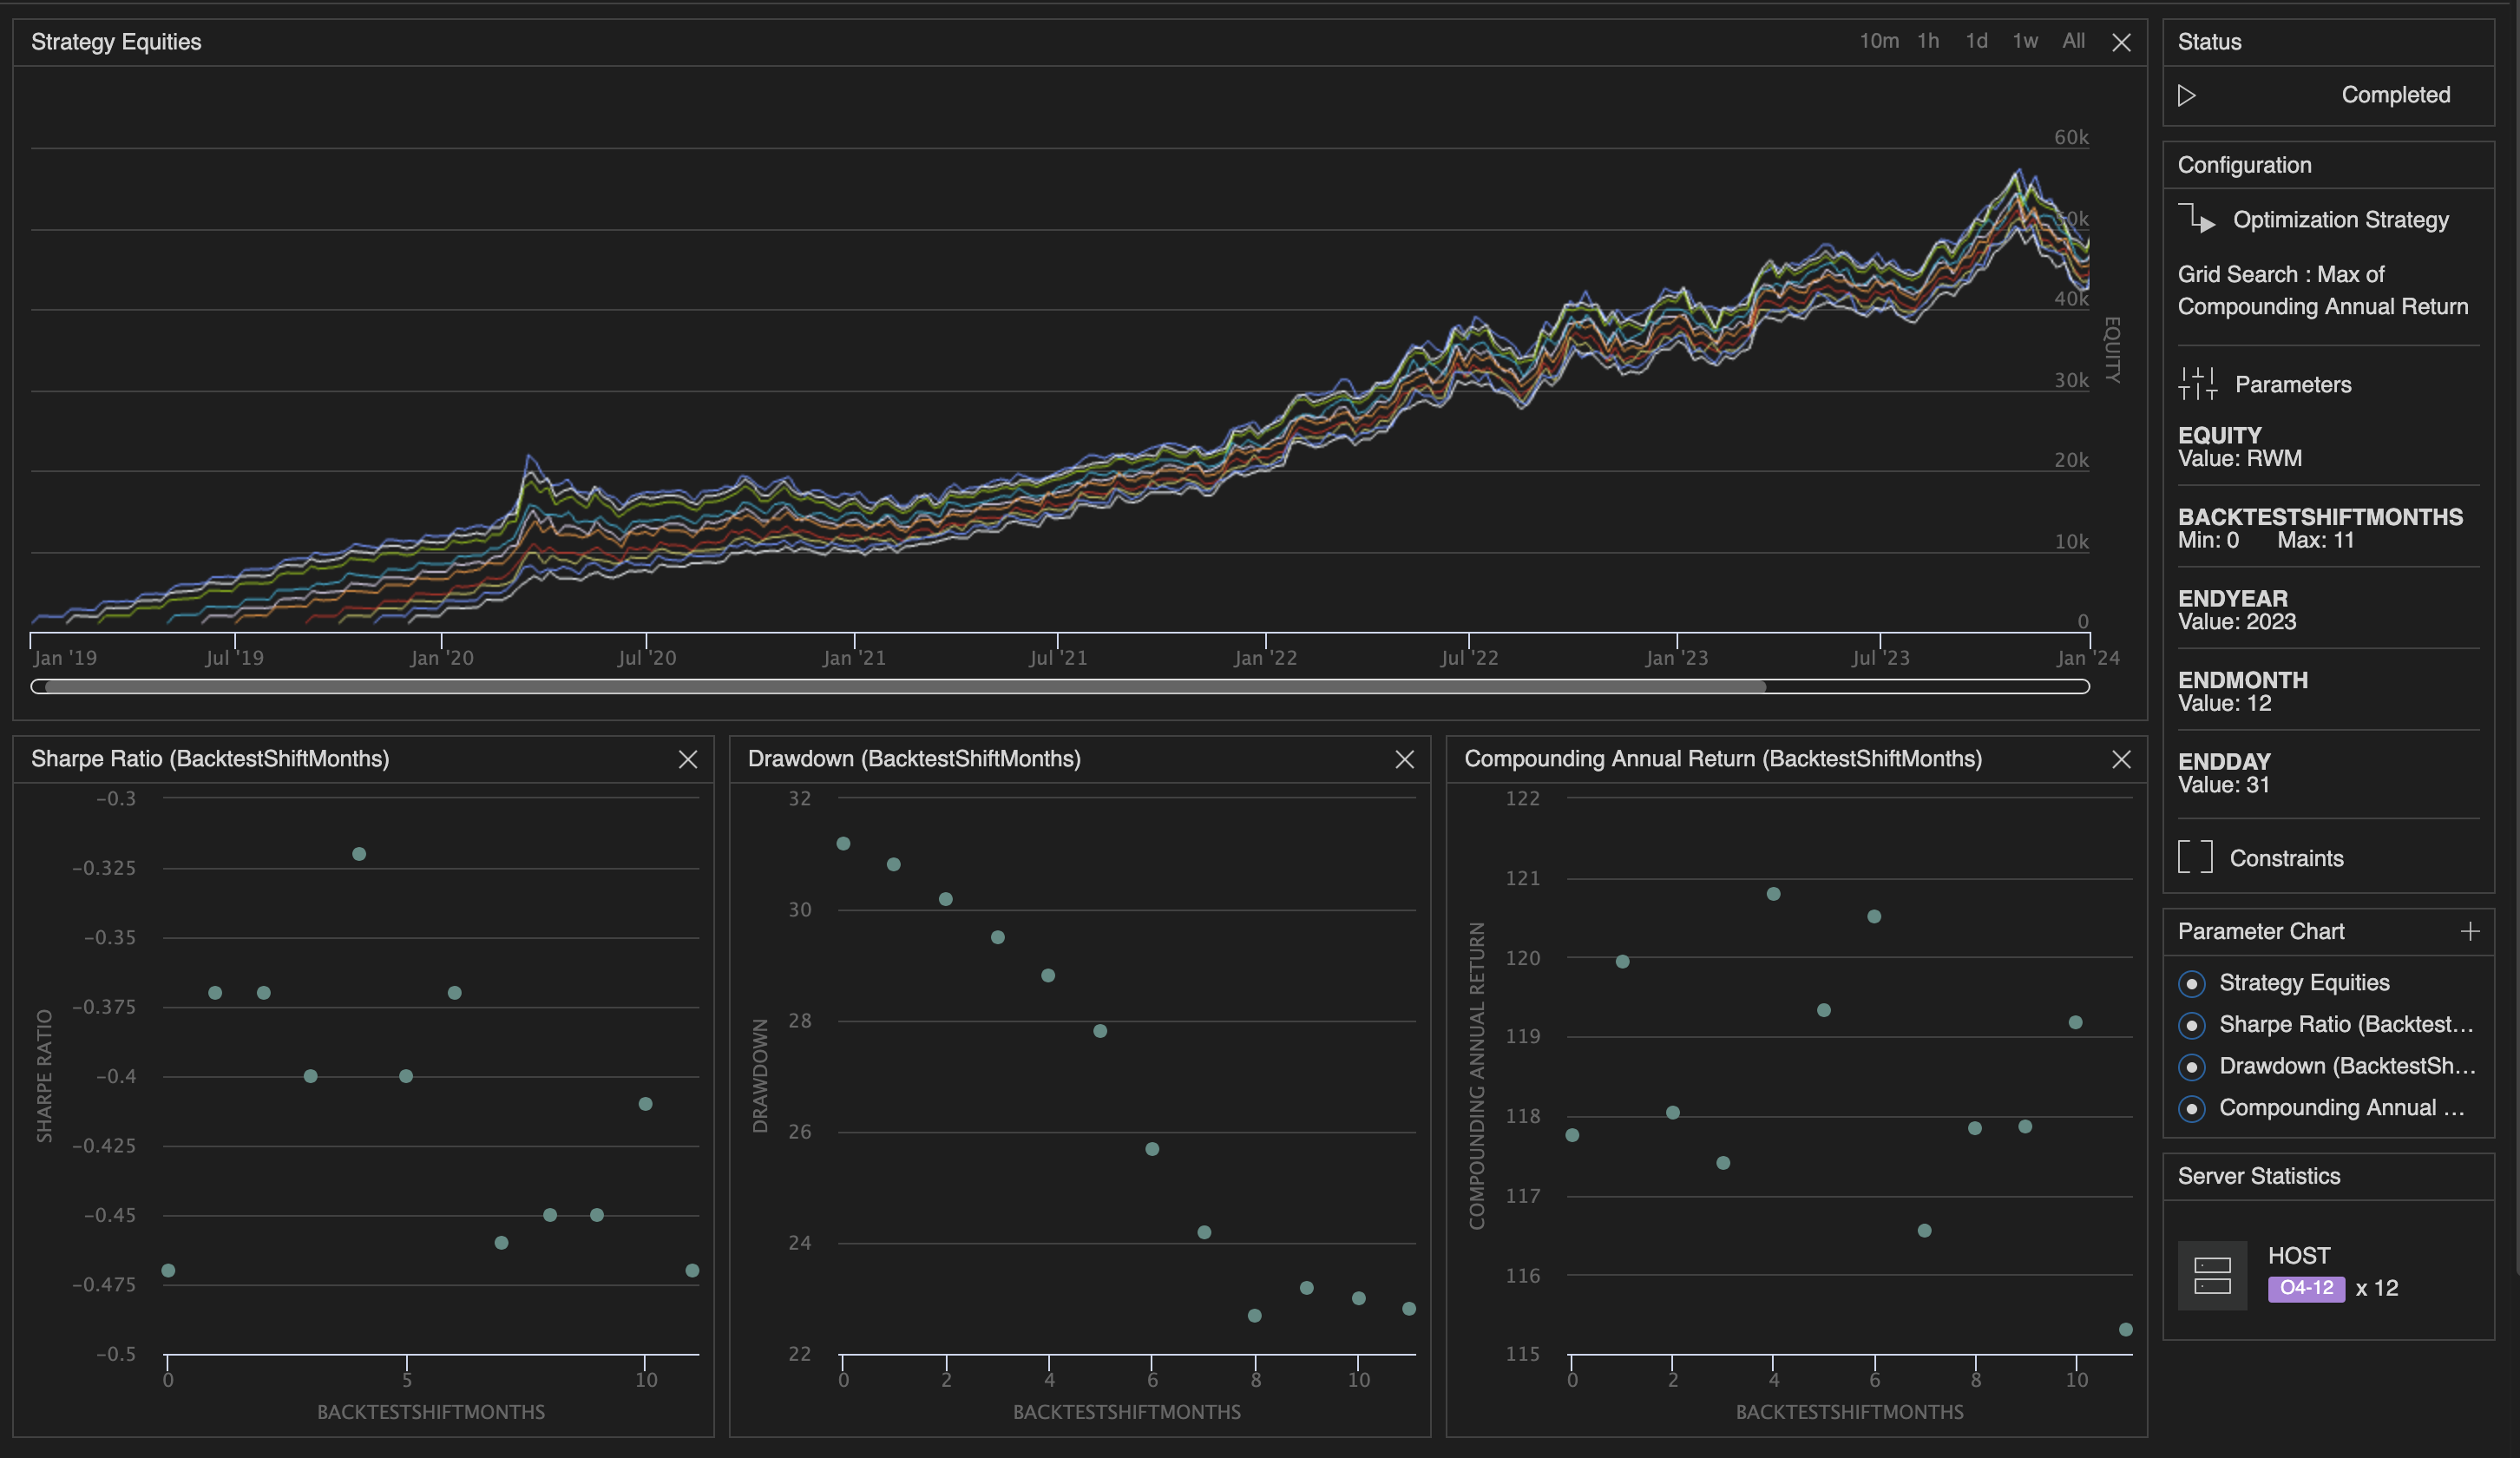 Strategy Equities
10m 1h 1d 1w All
60k
50k
40k
30k
20k
10k
0
EQUITY
Jan '19 Jul '19 Jan '20 Jul '20 Jan '21 Jul '21 Jan '22 Jul '22 Jan '23 Jul '23 Jan '24
Sharpe Ratio (BacktestShiftMonths)
-0.3
-0.325
-0.35
-0.375
-0.4
-0.425
-0.45
-0.475
-0.5
SHARPE RATIO
0 5 10
BACKTESTSHIFTMONTHS
Drawdown (BacktestShiftMonths)
32
30
28
26
24
22
DRAWDOWN
0 2 4 6 8 10
BACKTESTSHIFTMONTHS
Compounding Annual Return (BacktestShiftMonths)
122
121
120
119
118
117
116
115
COMPOUNDING ANNUAL RETURN
0 2 4 6 8 10
BACKTESTSHIFTMONTHS
Status
Completed
Configuration
Optimization Strategy
Grid Search : Max of
Compounding Annual Return
Parameters
EQUITY
Value: RWM
BACKTESTSHIFTMONTHS
Min: 0 Max: 11
ENDYEAR
Value: 2023
ENDMONTH
Value: 12
ENDDAY
Value: 31
Constraints
Parameter Chart
Strategy Equities
Sharpe Ratio (Backtest...
Drawdown (BacktestSh...
Compounding Annual ...
Server Statistics
HOST
O4-12 x 12